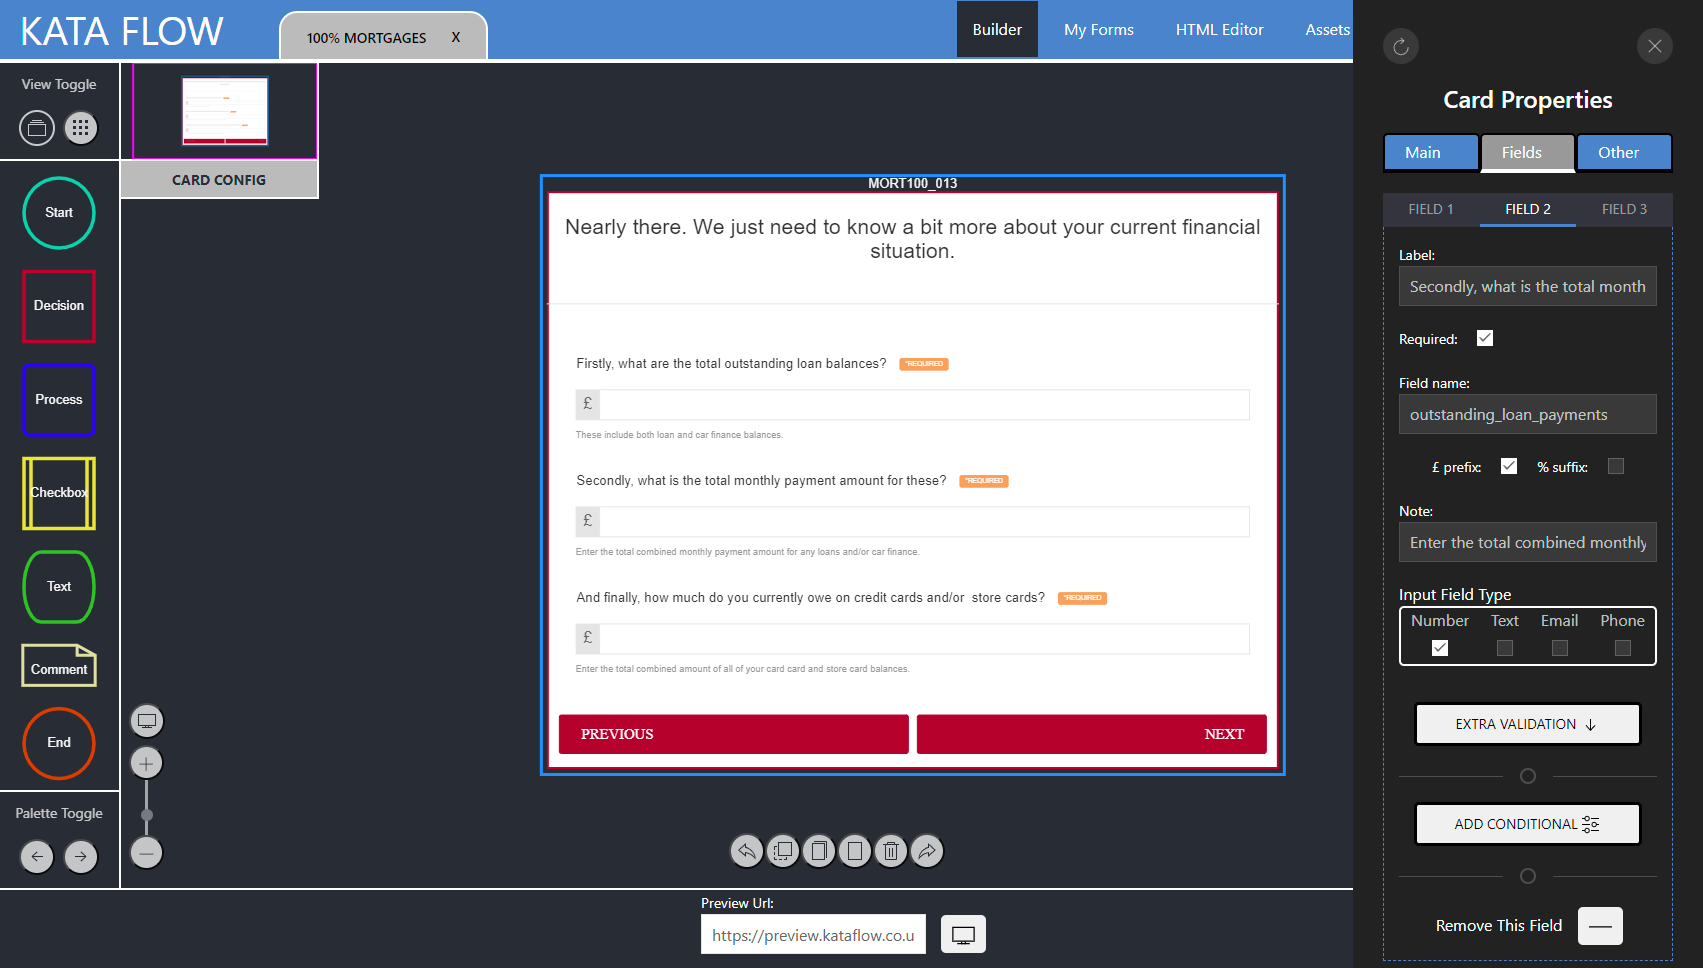 KATA FLOW
100% MORTGAGES X
Builder
My Forms
HTML Editor
Assets
View Toggle
CARD CONFIG
Start
Decision
Process
Checkbox
Text
Comment
End
Palette Toggle
MORT100_013
Nearly there. We just need to know a bit more about your current financial
situation.
Firstly, what are the total outstanding loan balances? *REQUIRED
£
These include both loan and car finance balances.
Secondly, what is the total monthly payment amount for these? *REQUIRED
£
Enter the total combined monthly payment amount for any loans and/or car finance.
And finally, how much do you currently owe on credit cards and/or  store cards? *REQUIRED
£
Enter the total combined amount of all of your card card and store card balances.
PREVIOUS
NEXT
Preview Url:
https://preview.kataflow.co.u
Card Properties
Main
Fields
Other
FIELD 1
FIELD 2
FIELD 3
Label:
Secondly, what is the total month
Required:
Field name:
outstanding_loan_payments
£ prefix:
% suffix:
Note:
Enter the total combined monthly
Input Field Type
Number Text Email Phone
EXTRA VALIDATION
ADD CONDITIONAL
Remove This Field